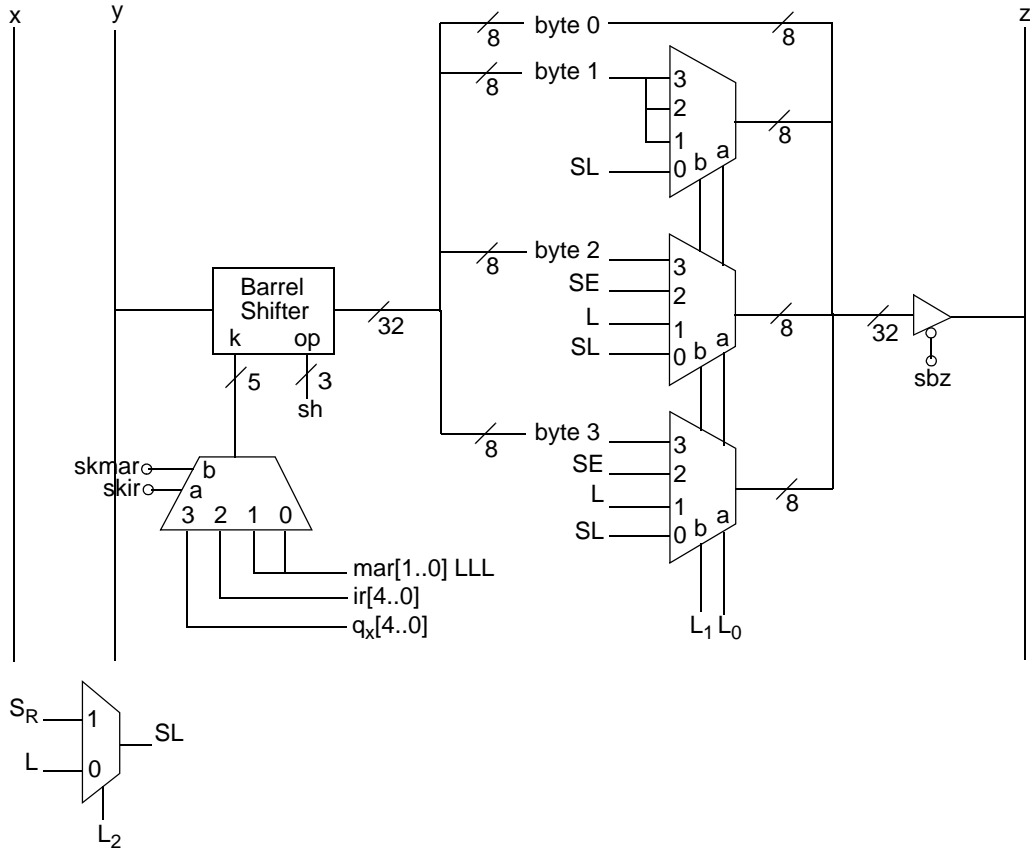 x
y
z
8
byte 0
8
8
byte 1
3
2
1
0
b
a
8
SL
8
byte 2
3
SE
2
L
1
SL
0
b
a
8
Barrel
Shifter
k
op
32
32
sbz
5
3
sh
8
byte 3
3
SE
2
L
1
SL
0
b
a
8
skmar
b
skir
a
3
2
1
0
mar[1..0] LLL
ir[4..0]
qx[4..0]
L1
L0
SR
1
SL
L
0
L2